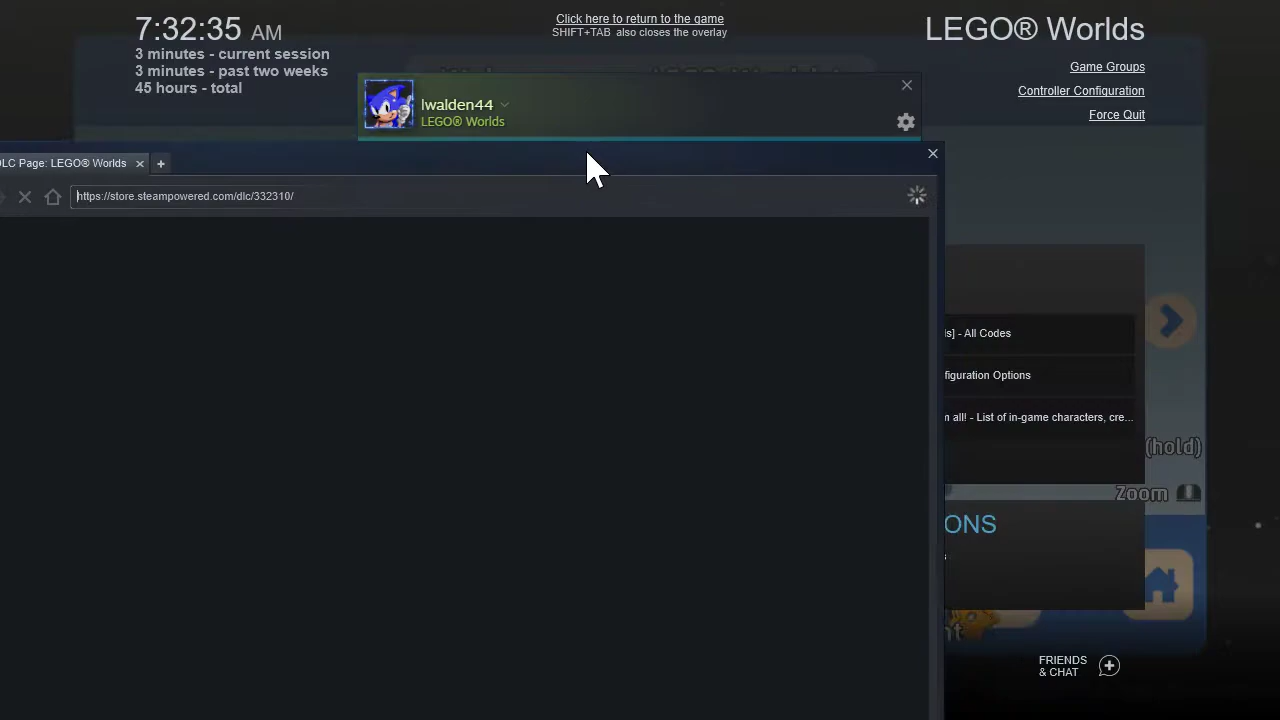 7:32:35 AM
3 minutes - current session
3 minutes - past two weeks
45 hours - total
Click here to return to the game
SHIFT+TAB also closes the overlay
LEGO® Worlds
Game Groups
Controller Configuration
Force Quit
lwalden44
LEGO® Worlds
DLC Page: LEGO® Worlds
https://store.steampowered.com/dlc/332310/
s] - All Codes
figuration Options
m all! - List of in-game characters, cre...
(hold)
Zoom
ONS
FRIENDS
& CHAT